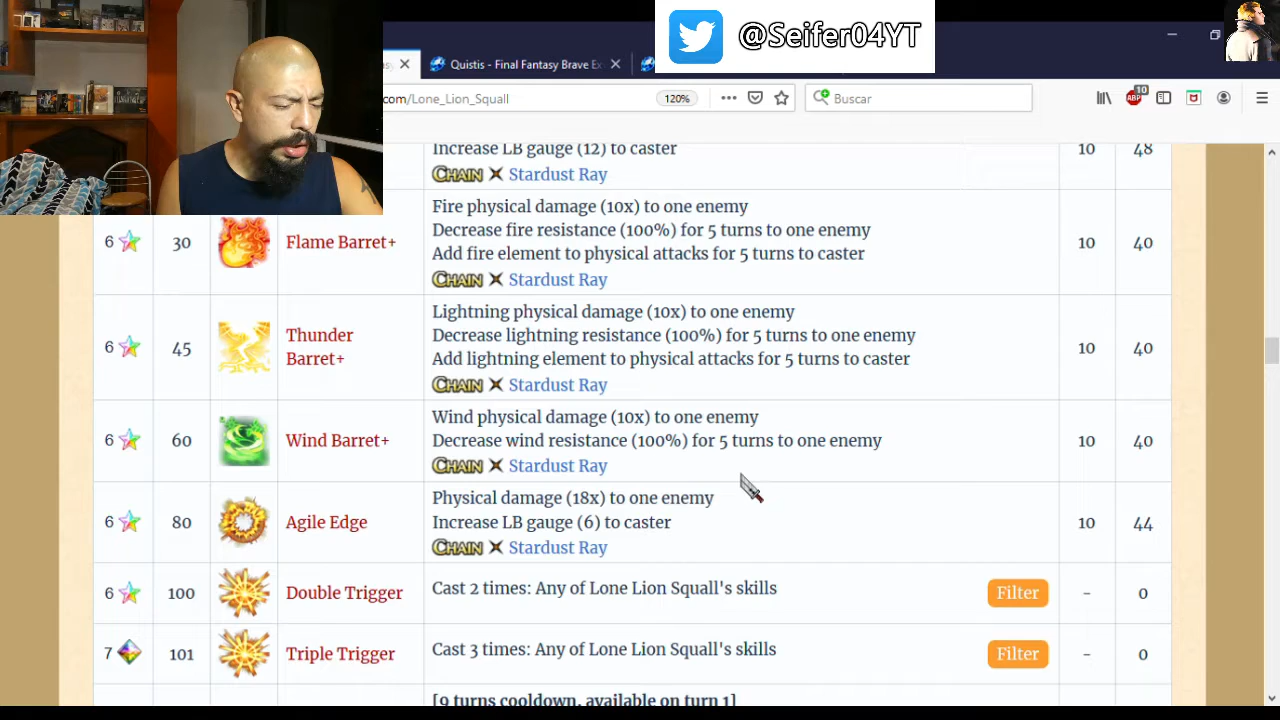 @Seifer04YT
Quistis - Final Fantasy Brave Ex
com/Lone_Lion_Squall
120%
Buscar
ABP
10
Increase LB gauge (12) to caster
10
48
CHAIN Stardust Ray
6
30
Flame Barret+
Fire physical damage (10x) to one enemy
Decrease fire resistance (100%) for 5 turns to one enemy
Add fire element to physical attacks for 5 turns to caster
CHAIN Stardust Ray
10
40
6
45
Thunder
Barret+
Lightning physical damage (10x) to one enemy
Decrease lightning resistance (100%) for 5 turns to one enemy
Add lightning element to physical attacks for 5 turns to caster
CHAIN Stardust Ray
10
40
6
60
Wind Barret+
Wind physical damage (10x) to one enemy
Decrease wind resistance (100%) for 5 turns to one enemy
CHAIN Stardust Ray
10
40
6
80
Agile Edge
Physical damage (18x) to one enemy
Increase LB gauge (6) to caster
CHAIN Stardust Ray
10
44
6
100
Double Trigger
Cast 2 times: Any of Lone Lion Squall's skills
Filter
-
0
7
101
Triple Trigger
Cast 3 times: Any of Lone Lion Squall's skills
Filter
-
0
[9 turns cooldown, available on turn 1]